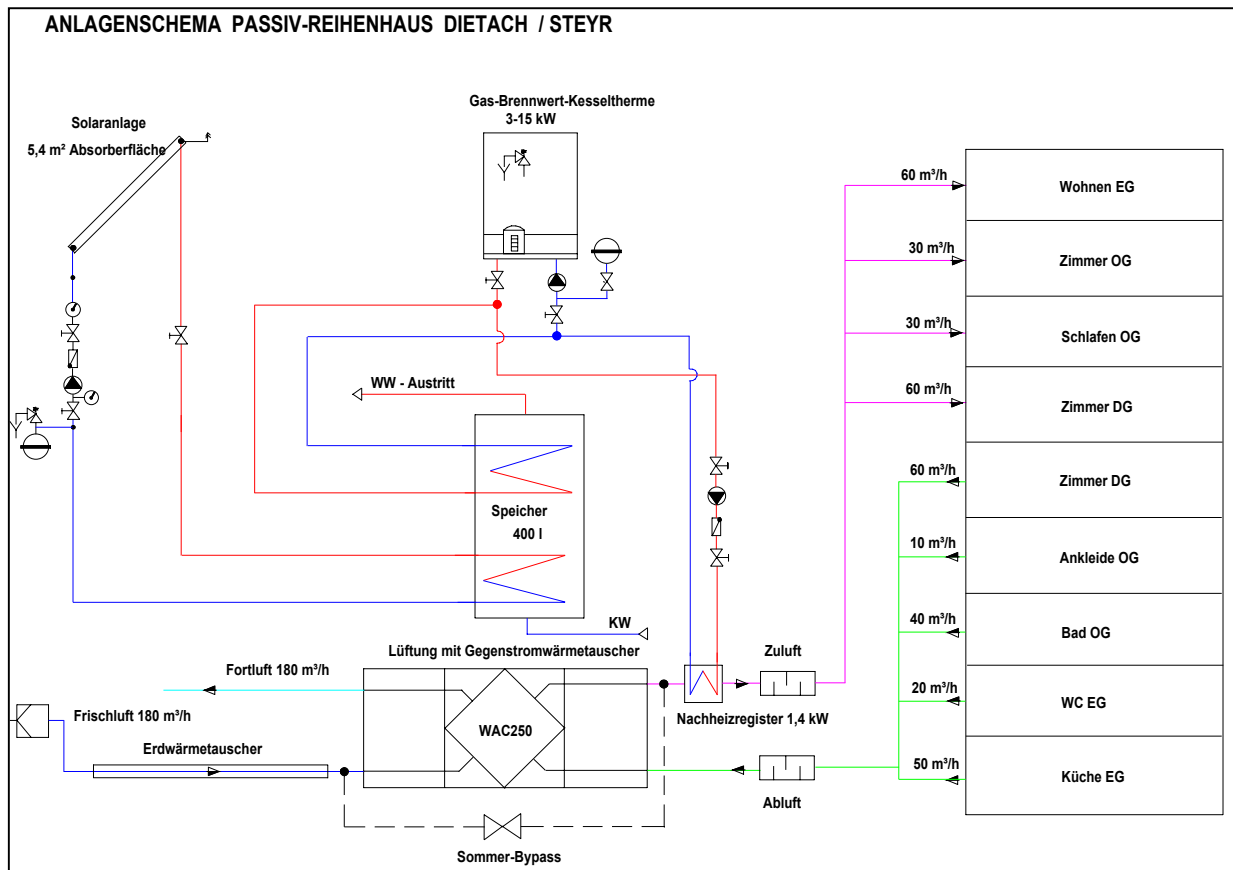 ANLAGENSCHEMA PASSIV-REIHENHAUS DIETACH / STEYR
Gas-Brennwert-Kesseltherme
3-15 kW
Solaranlage
5,4 m² Absorberfläche
60 m³/h
Wohnen EG
30 m³/h
Zimmer OG
30 m³/h
Schlafen OG
60 m³/h
Zimmer DG
WW - Austritt
60 m³/h
Zimmer DG
Speicher
400 l
10 m³/h
Ankleide OG
40 m³/h
Bad OG
KW
Lüftung mit Gegenstromwärmetauscher
Zuluft
Fortluft 180 m³/h
20 m³/h
WC EG
Frischluft 180 m³/h
Nachheizregister 1,4 kW
WAC250
Erdwärmetauscher
50 m³/h
Küche EG
Abluft
Sommer-Bypass